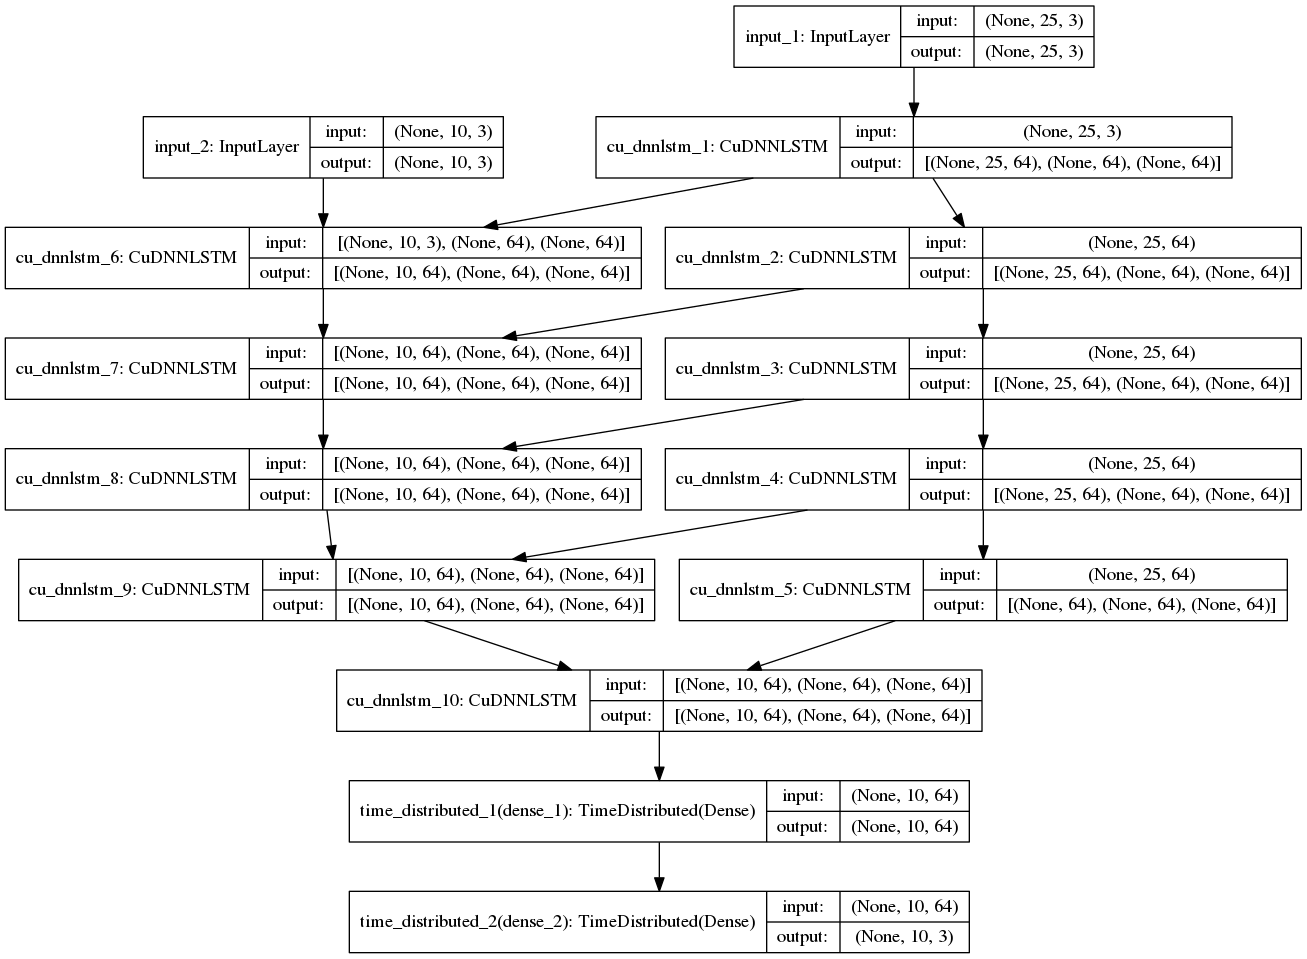 input_1: InputLayer
input: (None, 25, 3)
output: (None, 25, 3)
input_2: InputLayer
input: (None, 10, 3)
output: (None, 10, 3)
cu_dnnlstm_1: CuDNNLSTM
input: (None, 25, 3)
output: [(None, 25, 64), (None, 64), (None, 64)]
cu_dnnlstm_6: CuDNNLSTM
input: [(None, 10, 3), (None, 64), (None, 64)]
output: [(None, 10, 64), (None, 64), (None, 64)]
cu_dnnlstm_2: CuDNNLSTM
input: (None, 25, 64)
output: [(None, 25, 64), (None, 64), (None, 64)]
cu_dnnlstm_7: CuDNNLSTM
input: [(None, 10, 64), (None, 64), (None, 64)]
output: [(None, 10, 64), (None, 64), (None, 64)]
cu_dnnlstm_3: CuDNNLSTM
input: (None, 25, 64)
output: [(None, 25, 64), (None, 64), (None, 64)]
cu_dnnlstm_8: CuDNNLSTM
input: [(None, 10, 64), (None, 64), (None, 64)]
output: [(None, 10, 64), (None, 64), (None, 64)]
cu_dnnlstm_4: CuDNNLSTM
input: (None, 25, 64)
output: [(None, 25, 64), (None, 64), (None, 64)]
cu_dnnlstm_9: CuDNNLSTM
input: [(None, 10, 64), (None, 64), (None, 64)]
output: [(None, 10, 64), (None, 64), (None, 64)]
cu_dnnlstm_5: CuDNNLSTM
input: (None, 25, 64)
output: [(None, 64), (None, 64), (None, 64)]
cu_dnnlstm_10: CuDNNLSTM
input: [(None, 10, 64), (None, 64), (None, 64)]
output: [(None, 10, 64), (None, 64), (None, 64)]
time_distributed_1(dense_1): TimeDistributed(Dense)
input: (None, 10, 64)
output: (None, 10, 64)
time_distributed_2(dense_2): TimeDistributed(Dense)
input: (None, 10, 64)
output: (None, 10, 3)